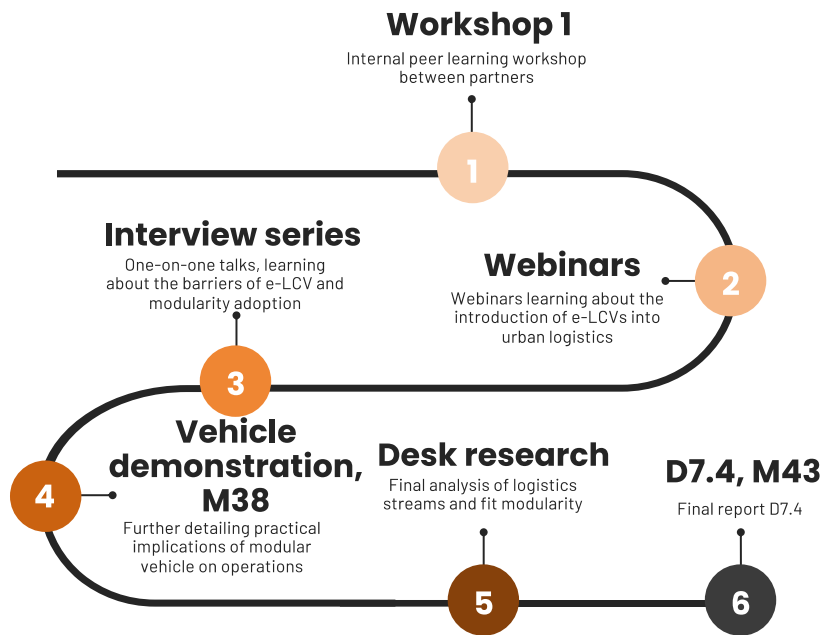 Workshop 1
Internal peer learning workshop
between partners
1
Webinars
Webinars learning about the
introduction of e-LCVs into
urban logistics
2
Interview series
One-on-one talks, learning
about the barriers of e-LCV and
modularity adoption
3
Vehicle
demonstration,
M38
Further detailing practical
implications of modular
vehicle on operations
4
Desk research
Final analysis of logistics
streams and fit modularity
5
D7.4, M43
Final report D7.4
6